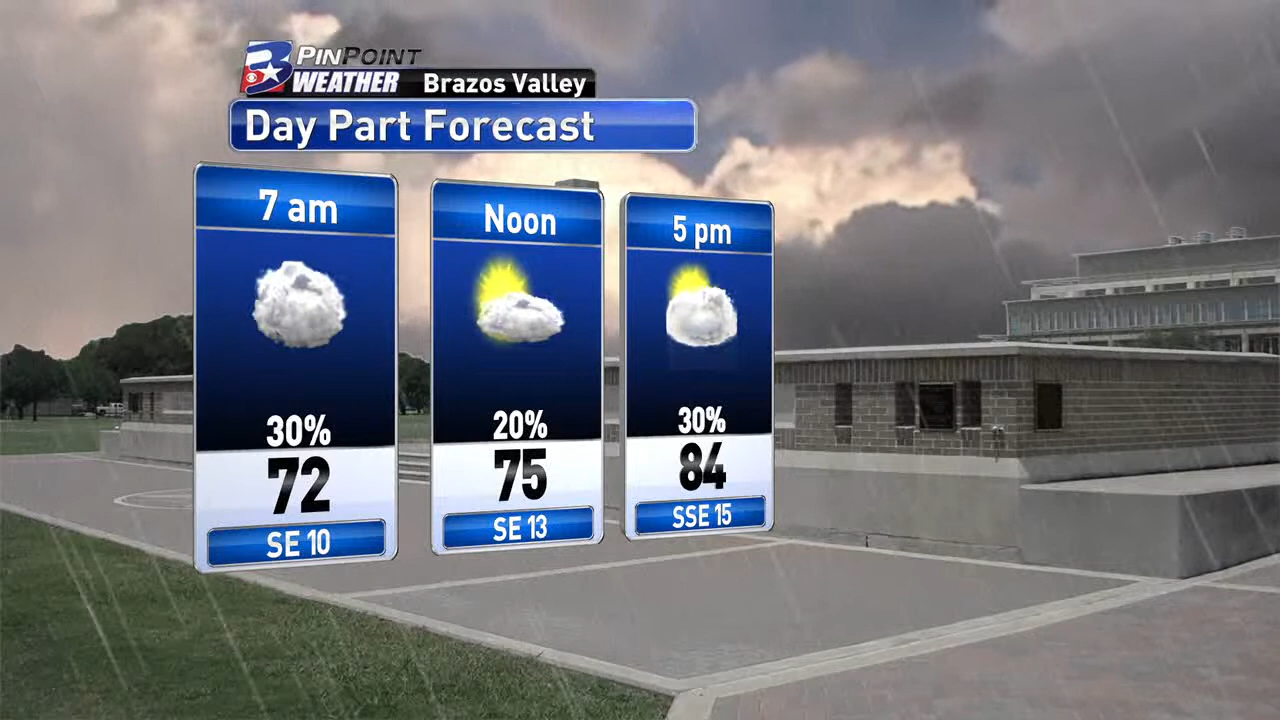 PINPOINT
WEATHER Brazos Valley
Day Part Forecast
7 am
30%
72
SE 10
Noon
20%
75
SE 13
5 pm
30%
84
SSE 15